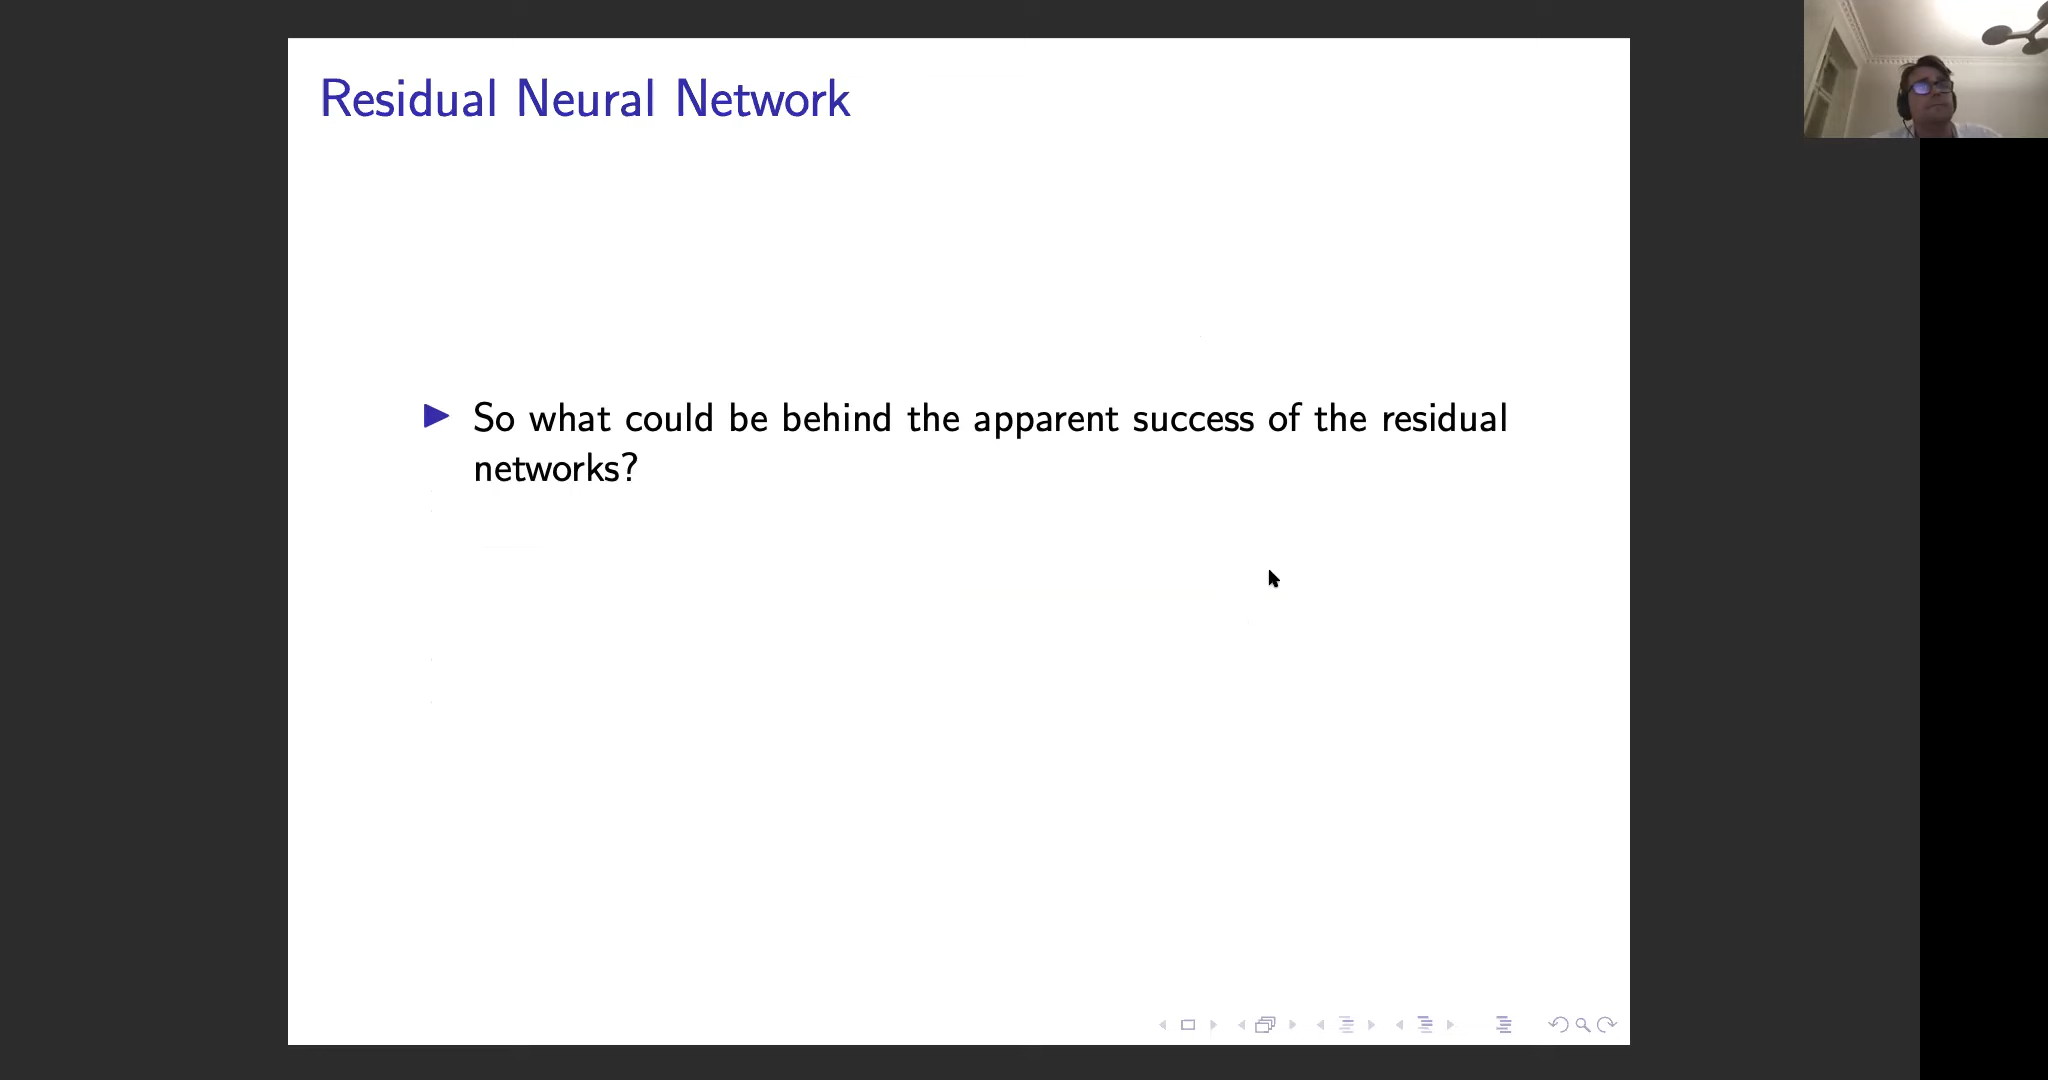 Residual Neural Network
So what could be behind the apparent success of the residual
networks?